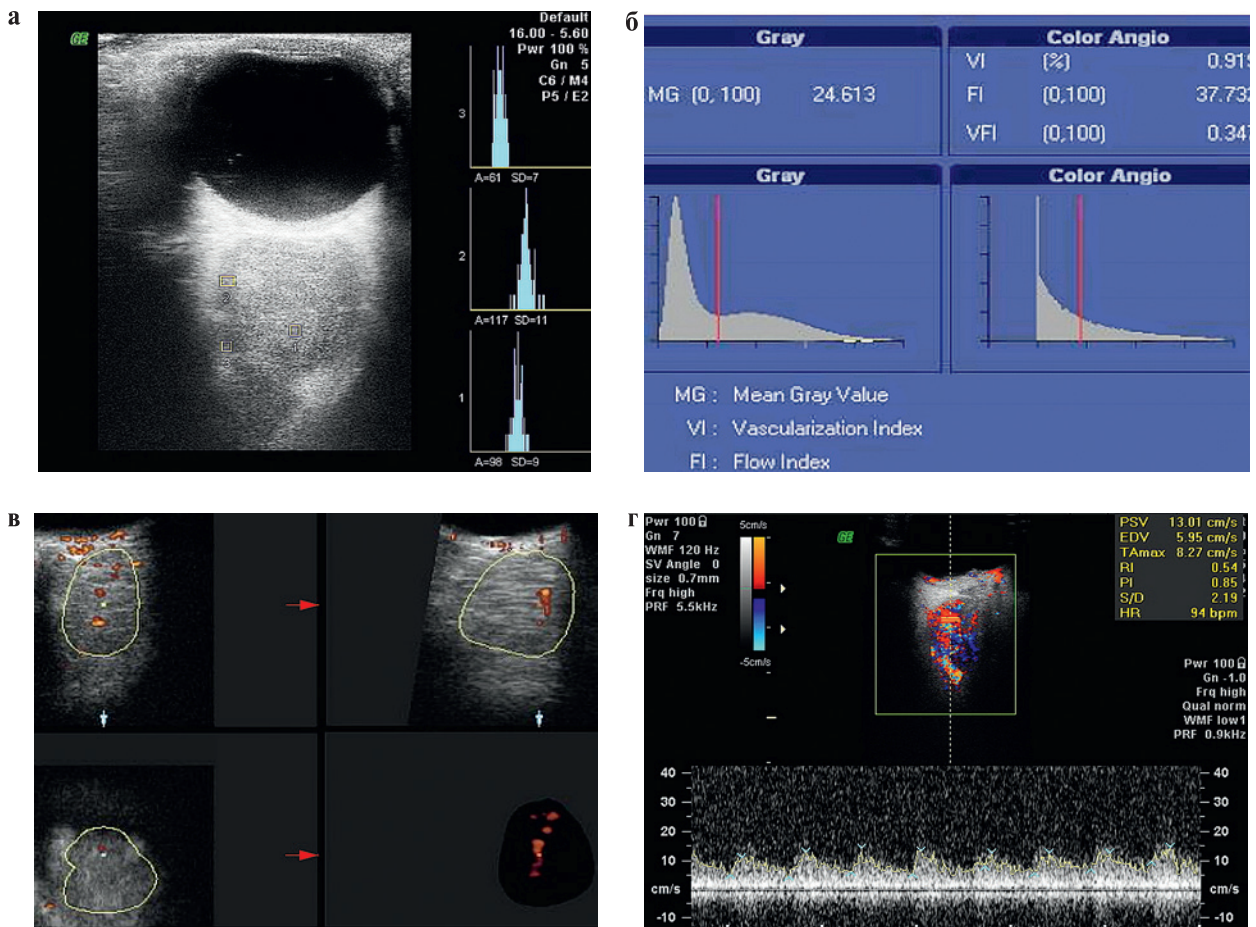 а
GE
Default
16.00 - 5.60
Pwr 100 %
Gn 5
C6 / M4
P5 / E2
3
A=61 SD=7
2
A=117 SD=11
1
A=98 SD=9
2
1
3
б
Gray
MG (0, 100) 24.613
Color Angio
VI (%) 0.919
FI (0,100) 37.733
VFI (0,100) 0.347
Gray
Color Angio
MG : Mean Gray Value
VI : Vascularization Index
FI : Flow Index
в
г
Pwr 100
Gn 7
WMF 120 Hz
SV Angle 0
size 0.7mm
Frq high
PRF 5.5kHz
5cm/s
-5cm/s
GE
PSV 13.01 cm/s
EDV 5.95 cm/s
TAmax 8.27 cm/s
RI 0.54
PI 0.85
S/D 2.19
HR 94 bpm
Pwr 100
Gn -1.0
Frq high
Qual norm
WMF low1
PRF 0.9kHz
40 40
30 30
20 20
10 10
cm/s cm/s
-10 -10